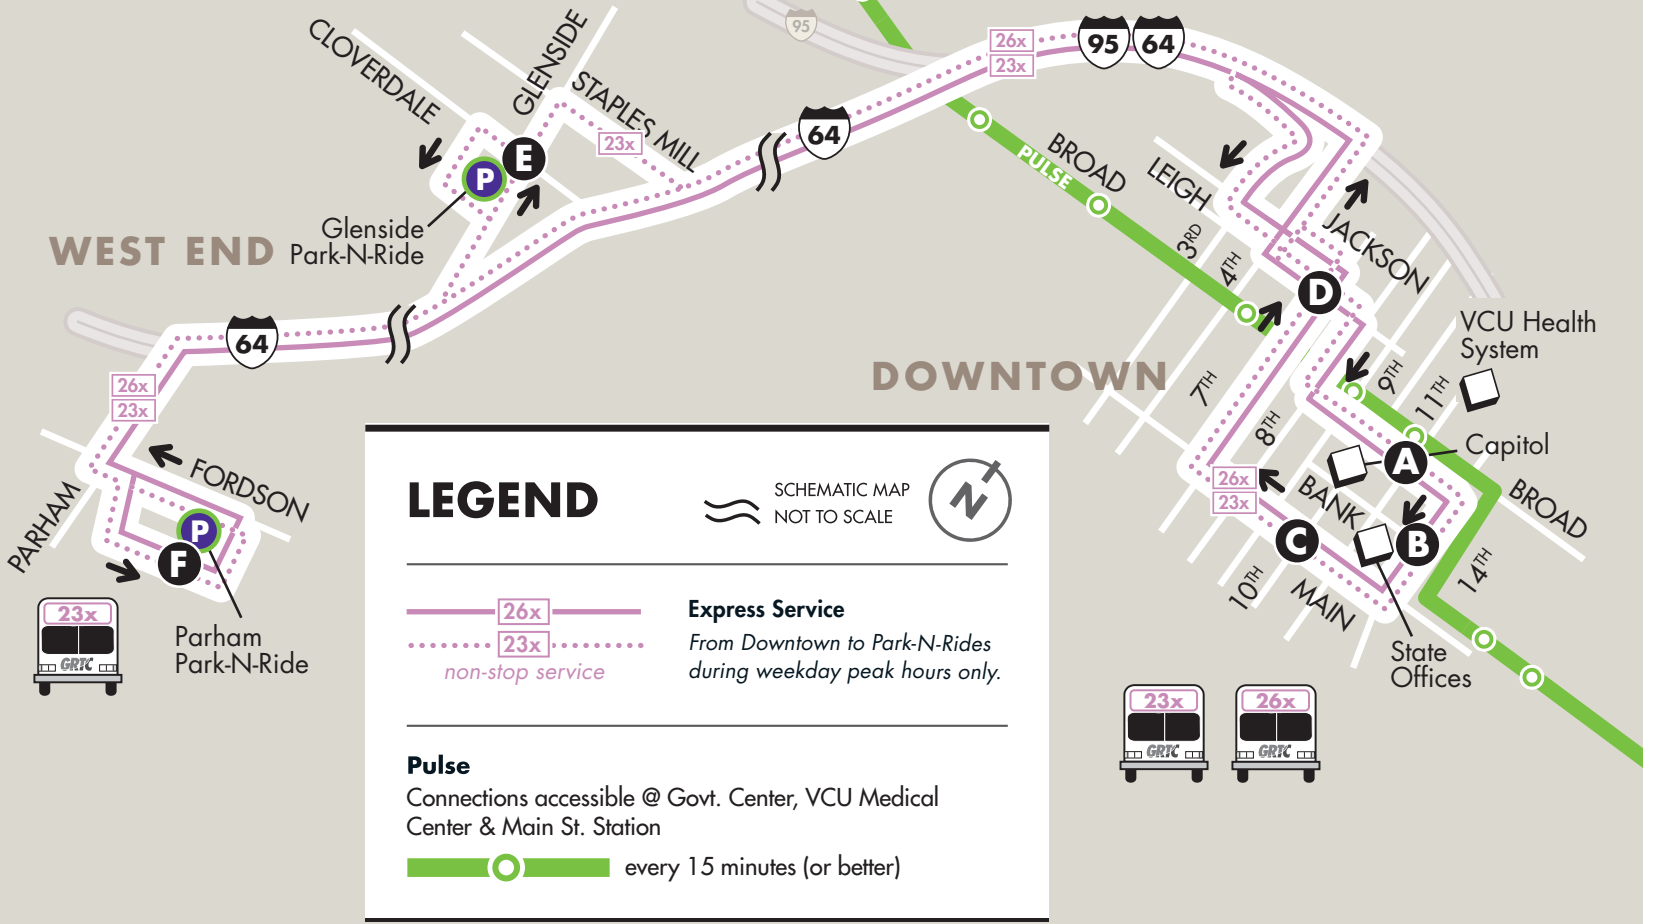 95
CLOVERDALE
GLENSIDE
STAPLES MILL
23x
E
P
Glenside
Park-N-Ride
WEST END
64
64
26x
23x
95
64
PULSE
BROAD
LEIGH
JACKSON
3RD
4TH
D
DOWNTOWN
7TH
8TH
9TH
11TH
VCU Health
System
Capitol
A
BROAD
26x
23x
BANK
B
C
14TH
10TH
MAIN
State
Offices
26x
23x
FORDSON
PARHAM
P
F
Parham
Park-N-Ride
23x
GRTC
23x
GRTC
26x
GRTC
LEGEND
SCHEMATIC MAP
NOT TO SCALE
N
26x
23x
non-stop service
Express Service
From Downtown to Park-N-Rides
during weekday peak hours only.
Pulse
Connections accessible @ Govt. Center, VCU Medical
Center & Main St. Station
every 15 minutes (or better)